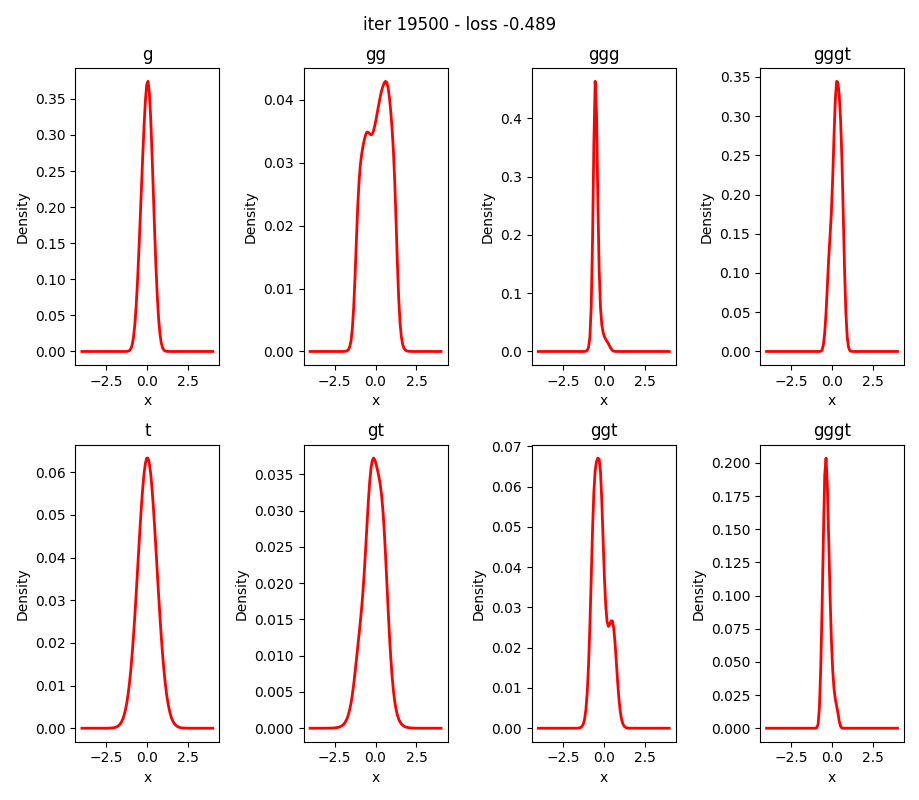 iter 19500 - loss -0.489
g gg ggg gggt
0.35 0.30 0.25 0.20 0.15 0.10 0.05 0.00
Density
−2.5 0.0 2.5
x
0.04 0.03 0.02 0.01 0.00
Density
−2.5 0.0 2.5
x
0.4 0.3 0.2 0.1 0.0
Density
−2.5 0.0 2.5
x
0.35 0.30 0.25 0.20 0.15 0.10 0.05 0.00
Density
−2.5 0.0 2.5
x
t gt ggt gggt
0.06 0.05 0.04 0.03 0.02 0.01 0.00
Density
−2.5 0.0 2.5
x
0.035 0.030 0.025 0.020 0.015 0.010 0.005 0.000
Density
−2.5 0.0 2.5
x
0.07 0.06 0.05 0.04 0.03 0.02 0.01 0.00
Density
−2.5 0.0 2.5
x
0.200 0.175 0.150 0.125 0.100 0.075 0.050 0.025 0.000
Density
−2.5 0.0 2.5
x